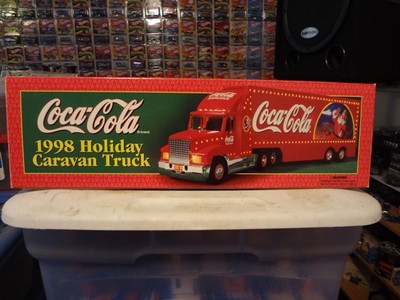 Coca-Cola
1998 Holiday
Caravan Truck
Coca-Cola